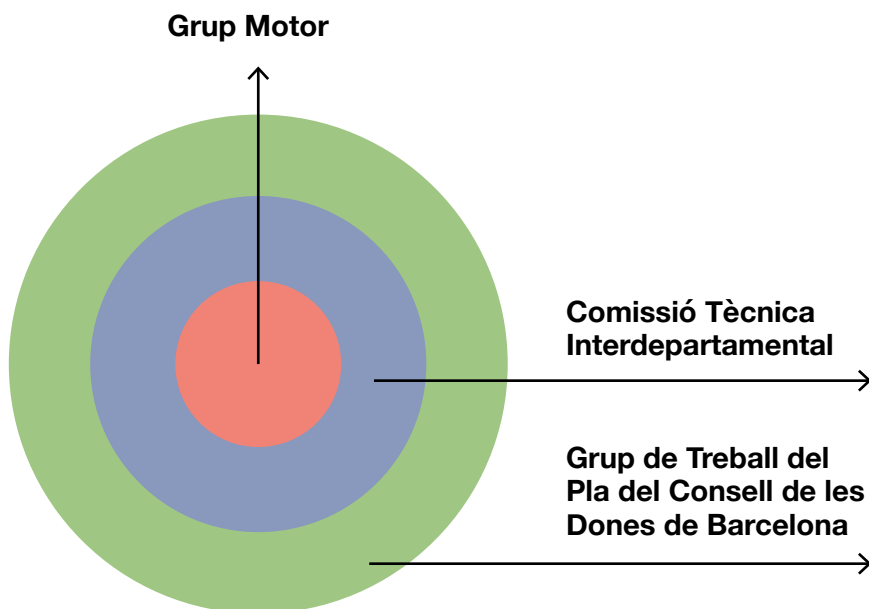 Grup Motor
Comissió Tècnica
Interdepartamental
Grup de Treball del
Pla del Consell de les
Dones de Barcelona